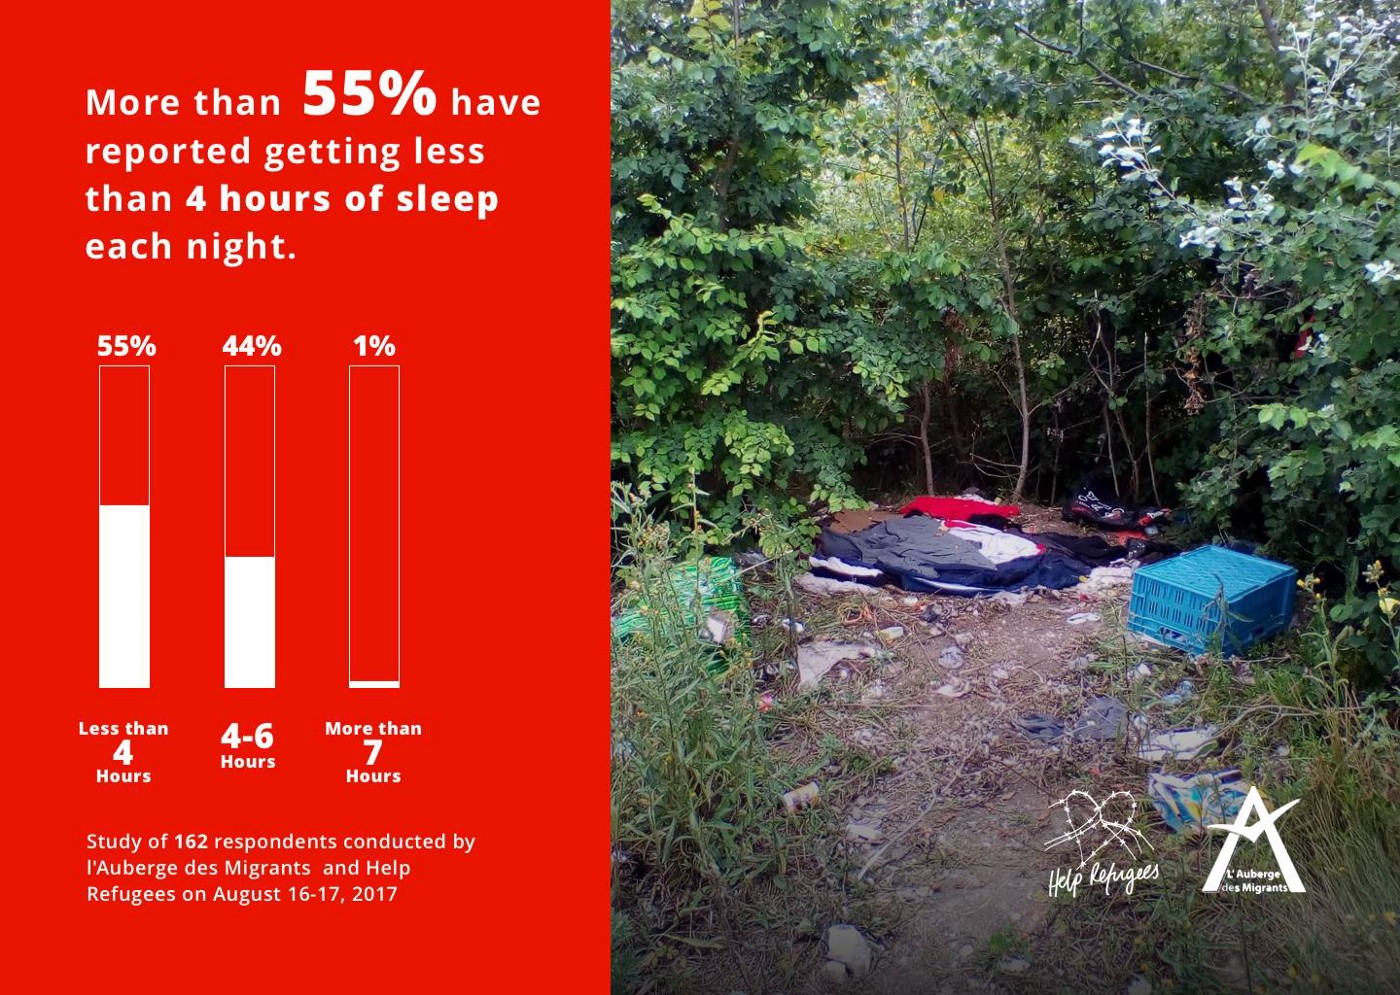 More than 55% have
reported getting less
than 4 hours of sleep
each night.
55% 44% 1%
Less than
4
Hours
4-6
Hours
More than
7
Hours
Study of 162 respondents conducted by
l'Auberge des Migrants and Help
Refugees on August 16-17, 2017
Help Refugees
L' Auberge
des Migrants